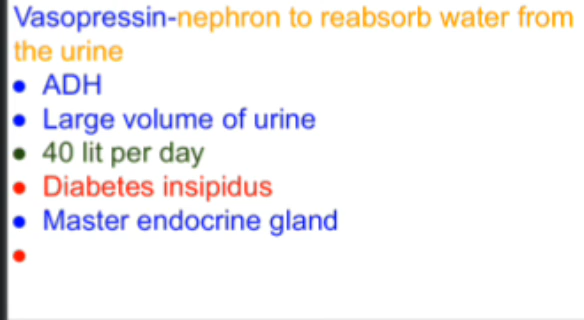 Vasopressin-nephron to reabsorb water from
the urine
• ADH
• Large volume of urine
• 40 lit per day
• Diabetes insipidus
• Master endocrine gland
•